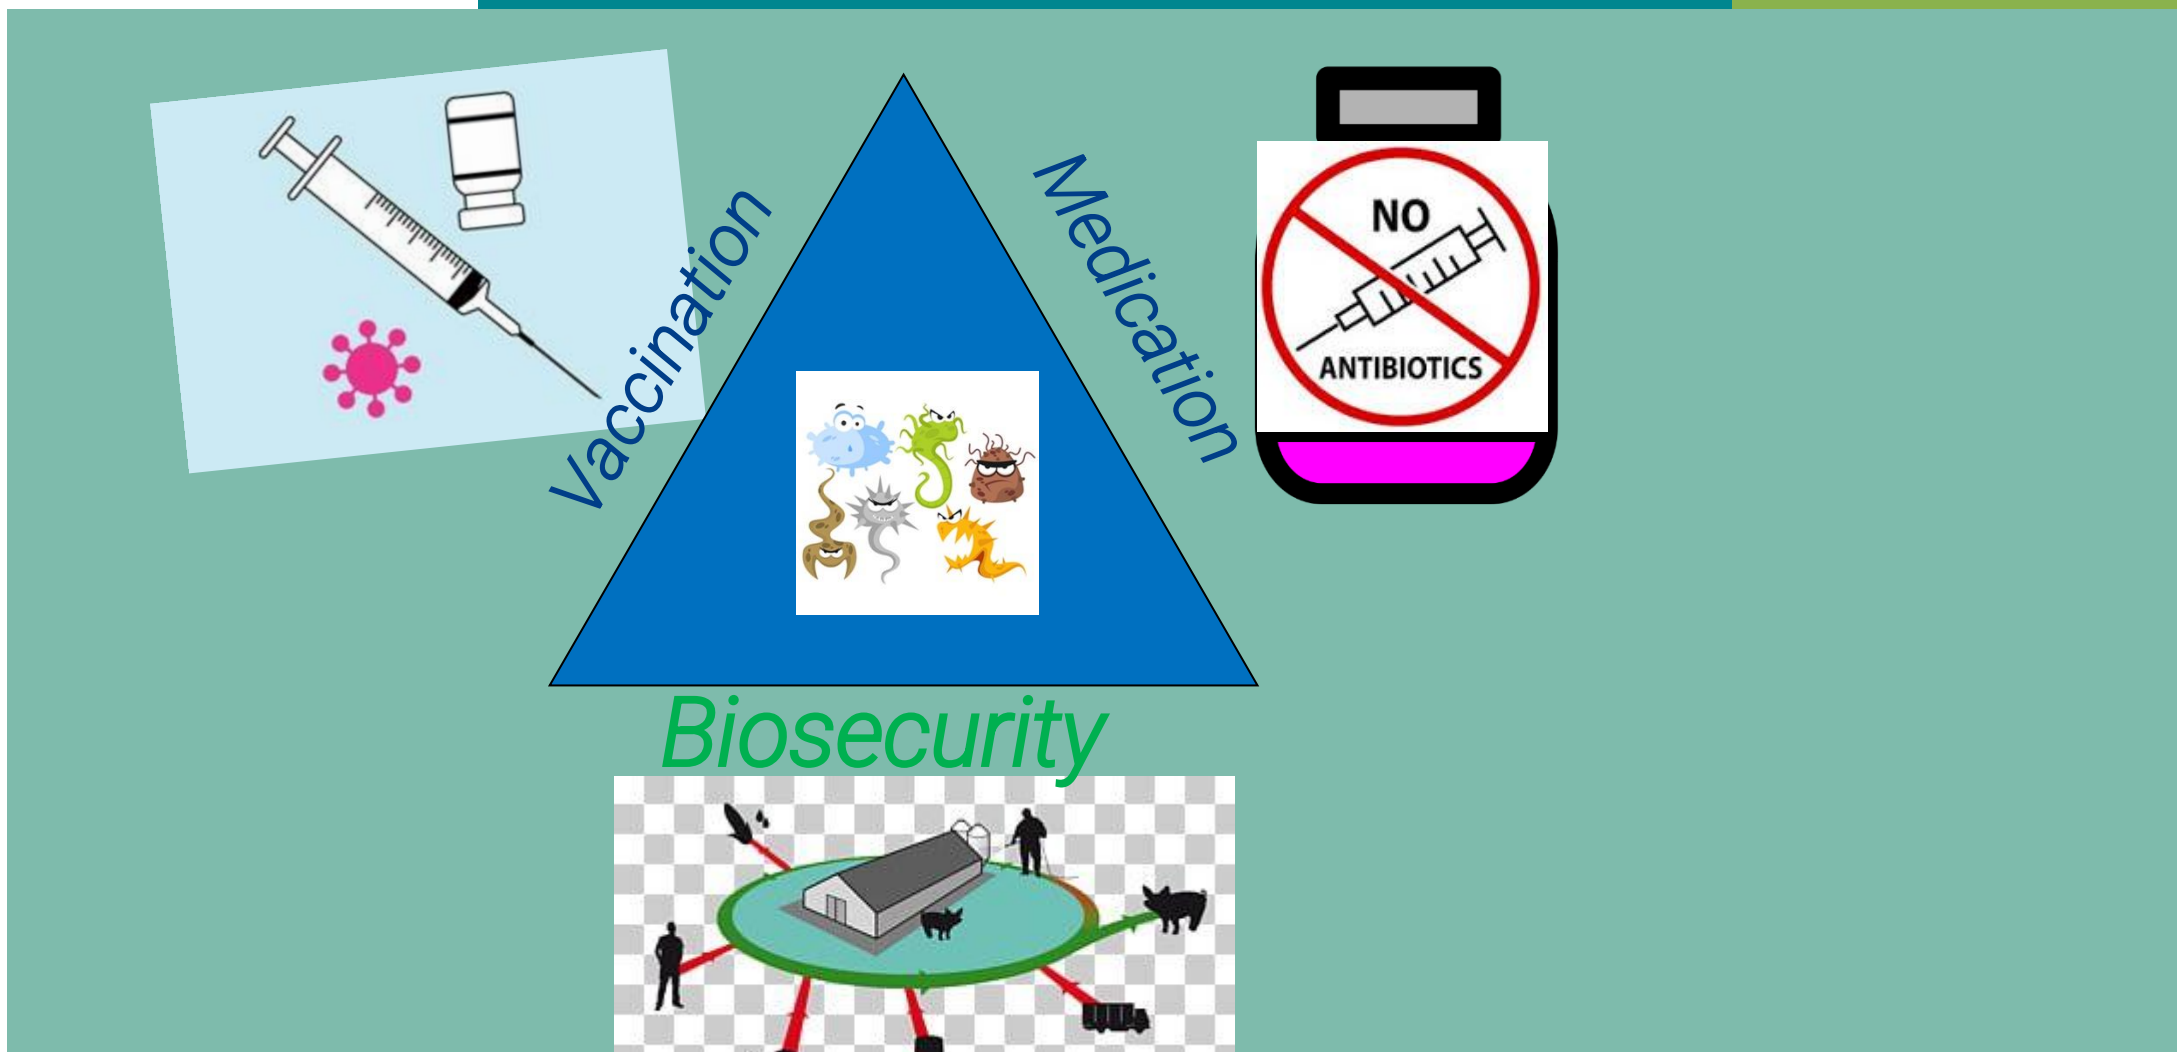 Vaccination
Medication
NO
ANTIBIOTICS
Biosecurity